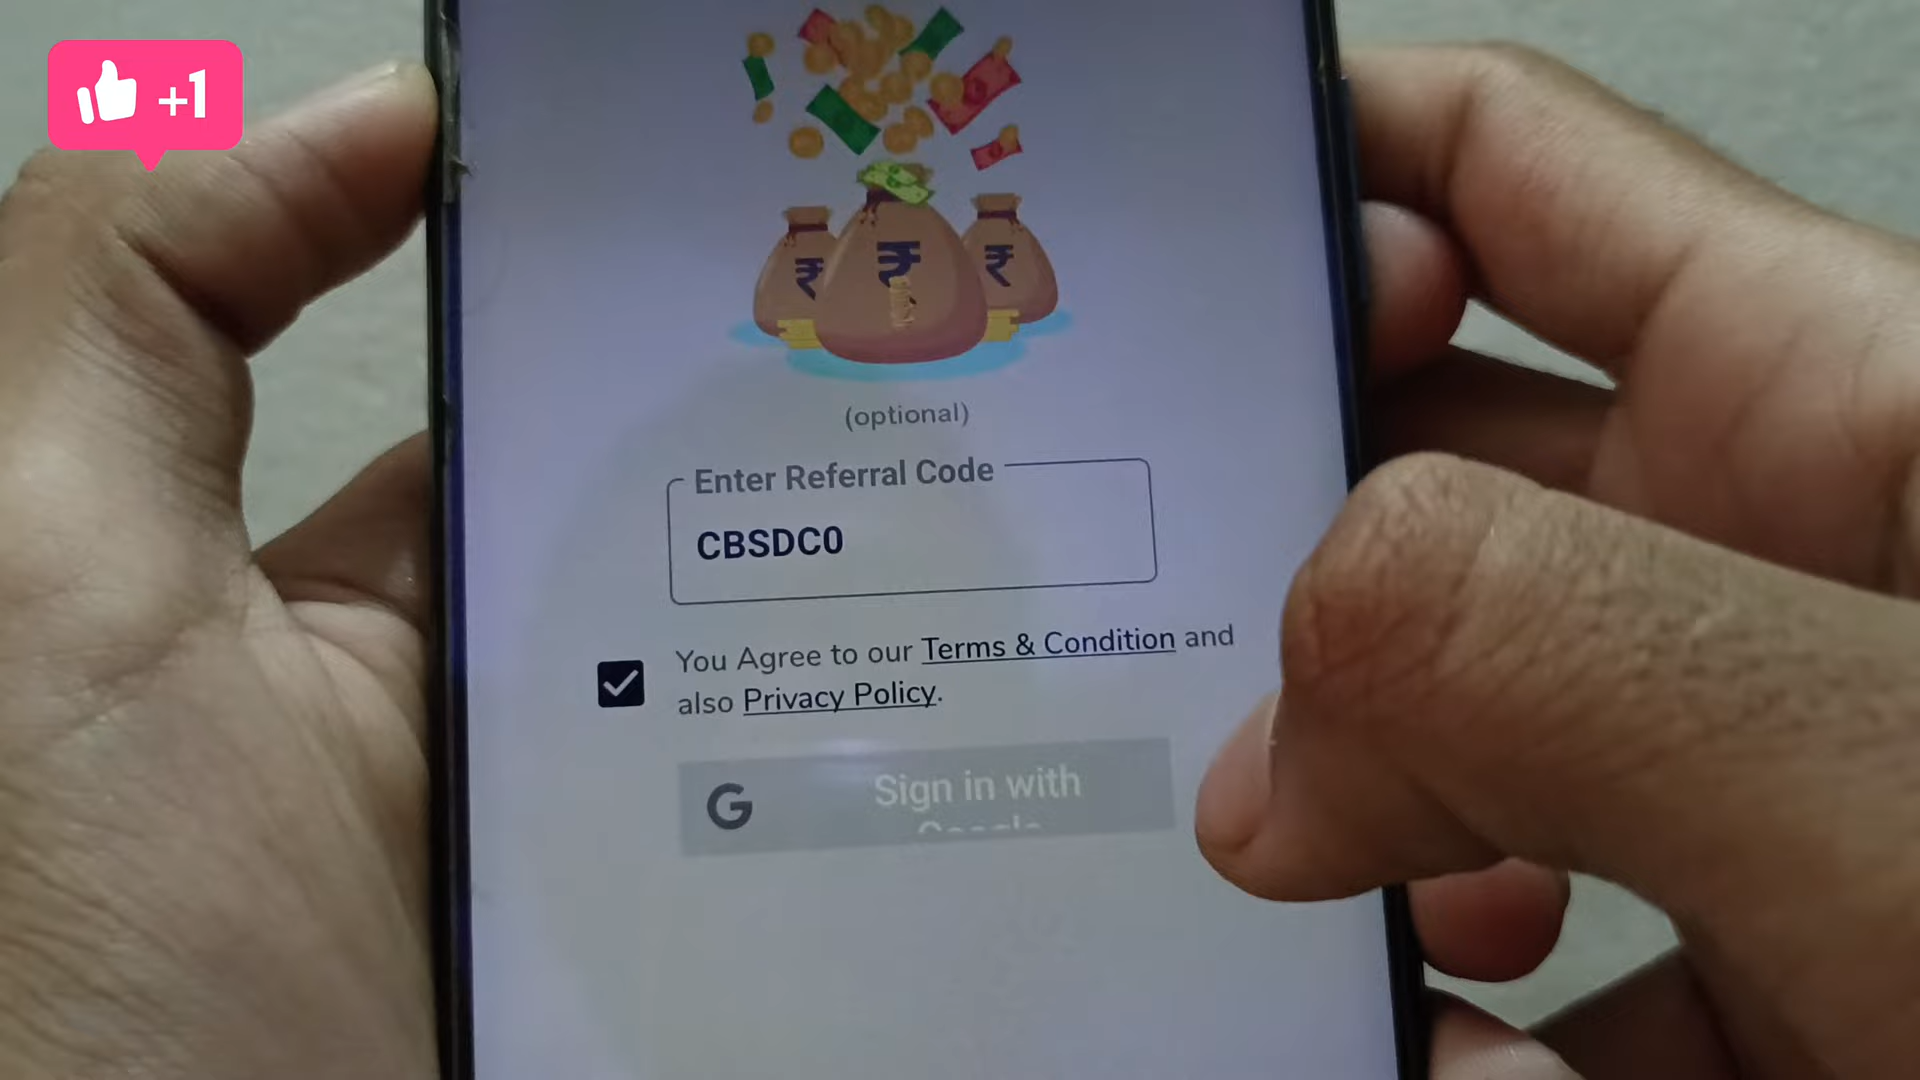 +1
₹ ₹ ₹
(optional)
Enter Referral Code
CBSDC0
You Agree to our Terms & Condition and
also Privacy Policy.
G Sign in with